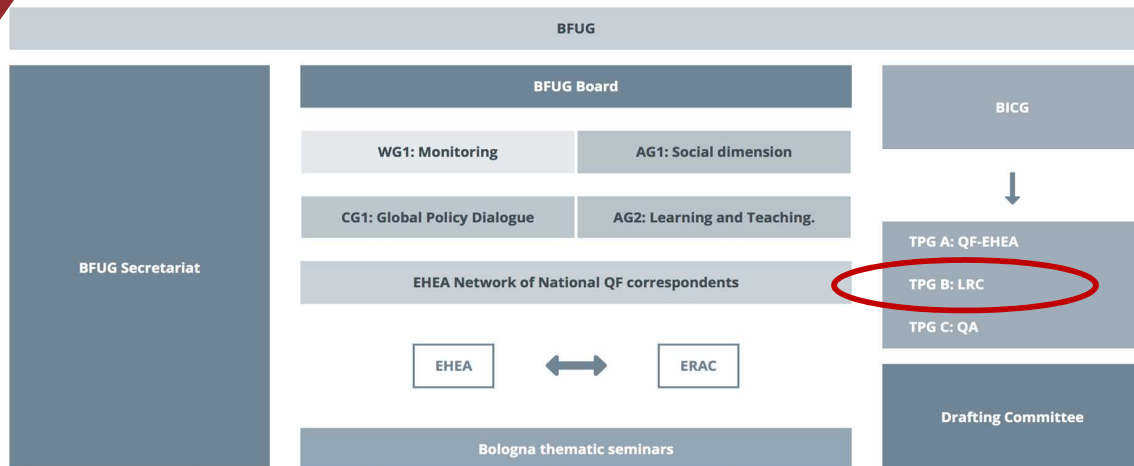 BFUG
BFUG Secretariat
BFUG Board
WG1: Monitoring
AG1: Social dimension
CG1: Global Policy Dialogue
AG2: Learning and Teaching.
EHEA Network of National QF correspondents
EHEA
ERAC
Bologna thematic seminars
BICG
TPG A: QF-EHEA
TPG B: LRC
TPG C: QA
Drafting Committee